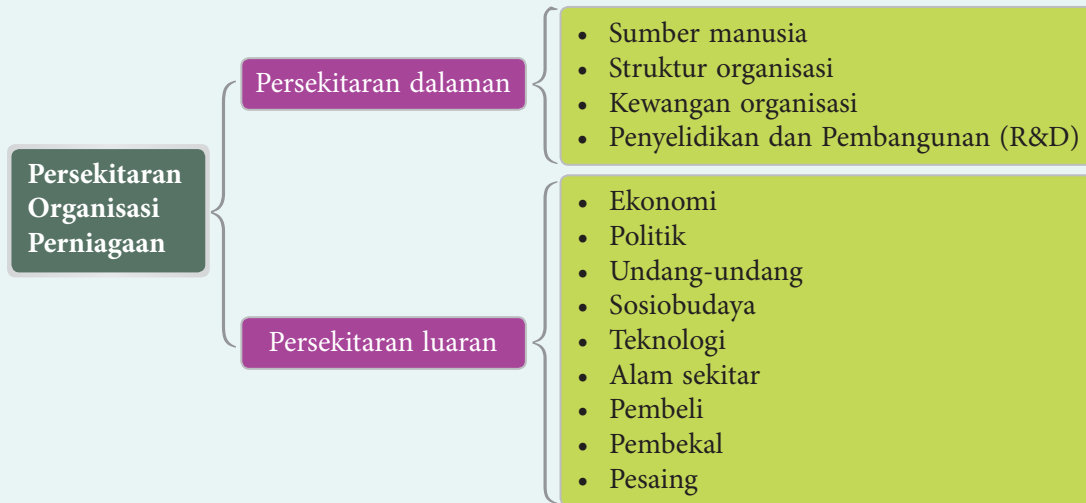 Persekitaran
Organisasi
Perniagaan
Persekitaran dalaman
• Sumber manusia
• Struktur organisasi
• Kewangan organisasi
• Penyelidikan dan Pembangunan (R&D)
Persekitaran luaran
• Ekonomi
• Politik
• Undang-undang
• Sosiobudaya
• Teknologi
• Alam sekitar
• Pembeli
• Pembekal
• Pesaing